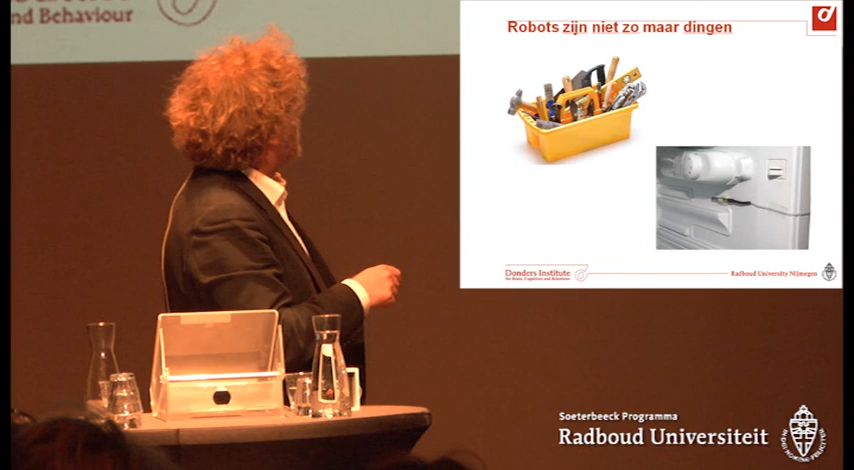 nd Behaviour
Robots zijn niet zo maar dingen
Donders Institute
for Brain, Cognition and Behaviour
Radboud University Nijmegen
Soeterbeeck Programma
Radboud Universiteit